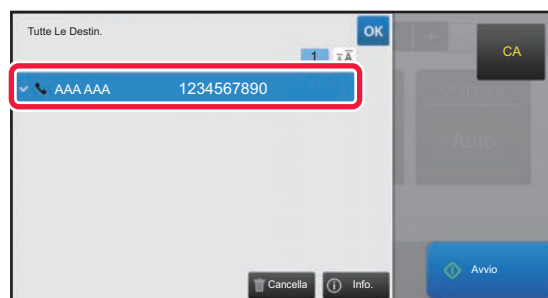 Tutte Le Destin.
OK
CA
1
AAA AAA 1234567890
Originale
Auto
Cancella
Info.
Avvio